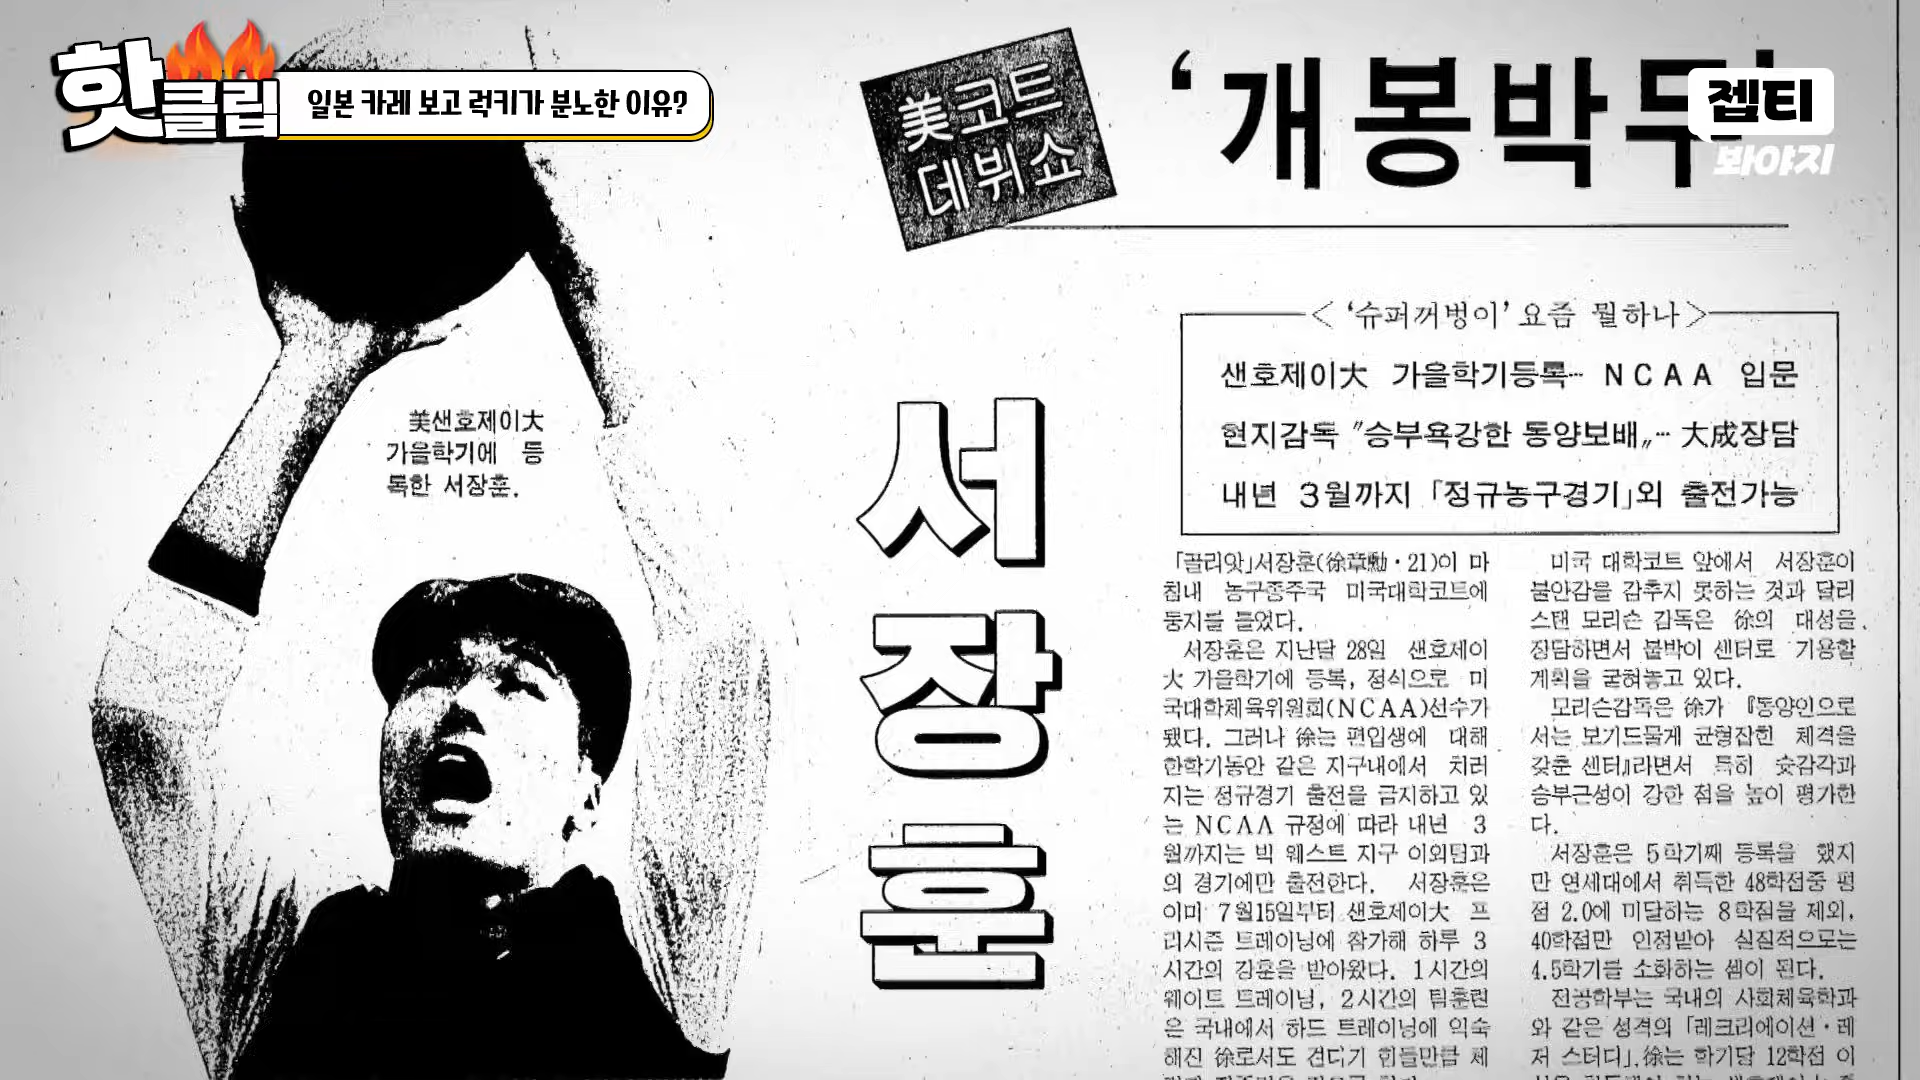 핫클립
일본 카레 보고 럭키가 분노한 이유?
젭티
봐야지
美코트
데뷔쇼
‘개봉박두’
서장훈
美샌호제이大
가을학기에 등
록한 서장훈.
<‘슈퍼꺼벙이’ 요즘 뭘하나>
샌호제이大 가을학기등록… NCAA 입문
현지감독 “승부욕강한 동양보배„… 大成장담
내년 3월까지 「정규농구경기」외 출전가능
「골리앗」서장훈(徐章勳·21)이 마
침내 농구종주국 미국대학코트에
둥지를 틀었다.
서장훈은 지난달 28일 샌호제이
大 가을학기에 등록, 정식으로 미
국대학체육위원회(NCAA)선수가
됐다. 그러나 徐는 편입생에 대해
한학기동안 같은 지구내에서 치러
지는 정규경기 출전을 금지하고 있
는 NCAA 규정에 따라 내년 3
월까지는 빅 웨스트 지구 이외팀과
의 경기에만 출전한다. 서장훈은
이미 7월15일부터 샌호제이大 프
리시즌 트레이닝에 참가해 하루 3
시간의 강훈을 받아왔다. 1시간의
웨이트 트레이닝, 2시간의 팀훈련
은 국내에서 하드 트레이닝에 익숙
해진 徐로서도 견디기 힘들만큼 체
미국 대학코트 앞에서 서장훈이
불안감을 감추지 못하는 것과 달리
스탠 모리슨 감독은 徐의 대성을
장담하면서 붙박이 센터로 기용할
계획을 굳혀놓고 있다.
모리슨감독은 徐가 『동양인으로
서는 보기드물게 균형잡힌 체격을
갖춘 센터』라면서 특히 슛감각과
승부근성이 강한 점을 높이 평가한
다.
서장훈은 5학기째 등록을 했지
만 연세대에서 취득한 48학점중 평
점 2.0에 미달하는 8학점을 제외,
40학점만 인정받아 실질적으로는
4.5학기를 소화하는 셈이 된다.
전공학부는 국내의 사회체육학과
와 같은 성격의 「레크리에이션·레
저 스터디」. 徐는 학기당 12학점 이